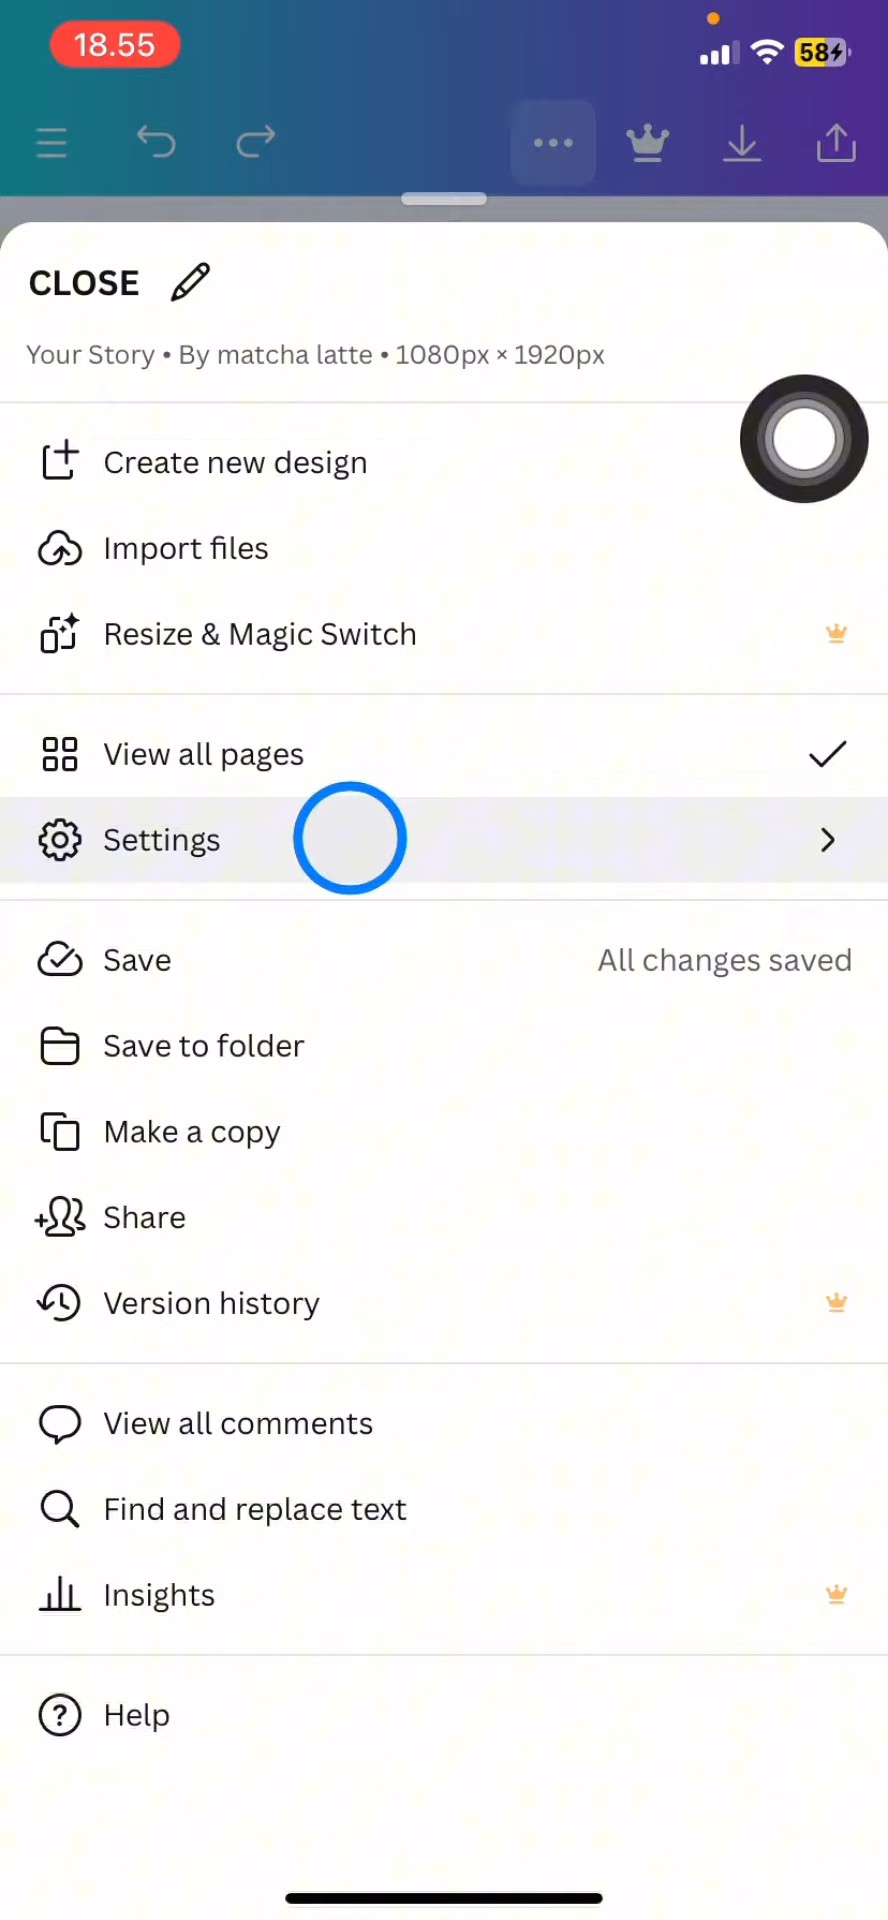 18.55
58
CLOSE
Your Story • By matcha latte • 1080px × 1920px
Create new design
Import files
Resize & Magic Switch
View all pages
Settings
Save All changes saved
Save to folder
Make a copy
Share
Version history
View all comments
Find and replace text
Insights
Help